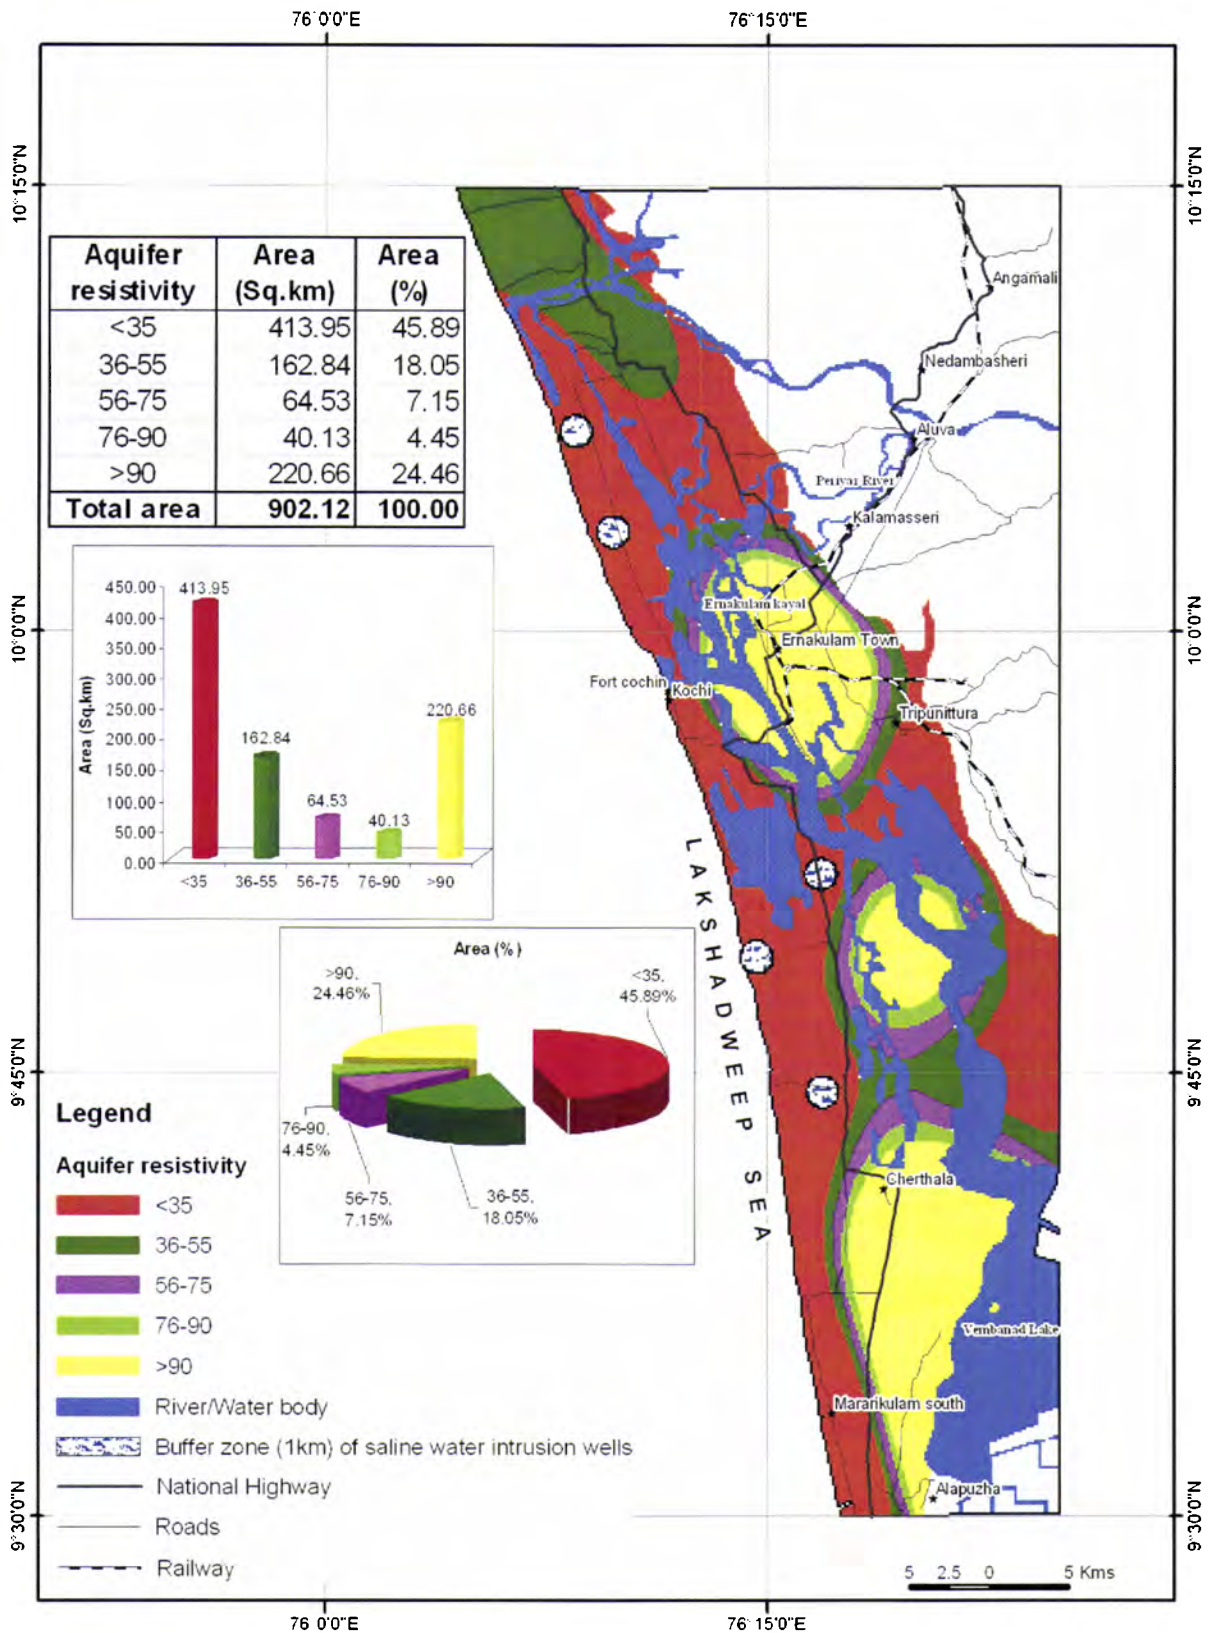 76°0'0"E
76°15'0"E
10°15'0"N
10°15'0"N
Aquifer resistivity
Area (Sq.km)
Area (%)
<35 413.95 45.89
36-55 162.84 18.05
56-75 64.53 7.15
76-90 40.13 4.45
>90 220.66 24.46
Total area 902.12 100.00
Angamali
Nedambasheri
Aluva
Periyar River
Kalamasseri
Ernakulam kayal
Ernakulam Town
Fort cochin
Kochi
Tripunittura
10°0'0"N
10°0'0"N
Area (Sq.km)
450.00
400.00
350.00
300.00
250.00
200.00
150.00
100.00
50.00
0.00
413.95
162.84
64.53
40.13
220.66
<35 36-55 56-75 76-90 >90
LAKSHADWEEP SEA
Area (%)
>90,
24.46%
<35,
45.89%
76-90,
4.45%
56-75,
7.15%
36-55,
18.05%
9°45'0"N
9°45'0"N
Cherthala
Vembanad Lake
Mararikulam south
Alapuzha
Legend
Aquifer resistivity
<35
36-55
56-75
76-90
>90
River/Water body
Buffer zone (1km) of saline water intrusion wells
National Highway
Roads
Railway
9°30'0"N
9°30'0"N
5 2.5 0 5 Kms
76°0'0"E
76°15'0"E